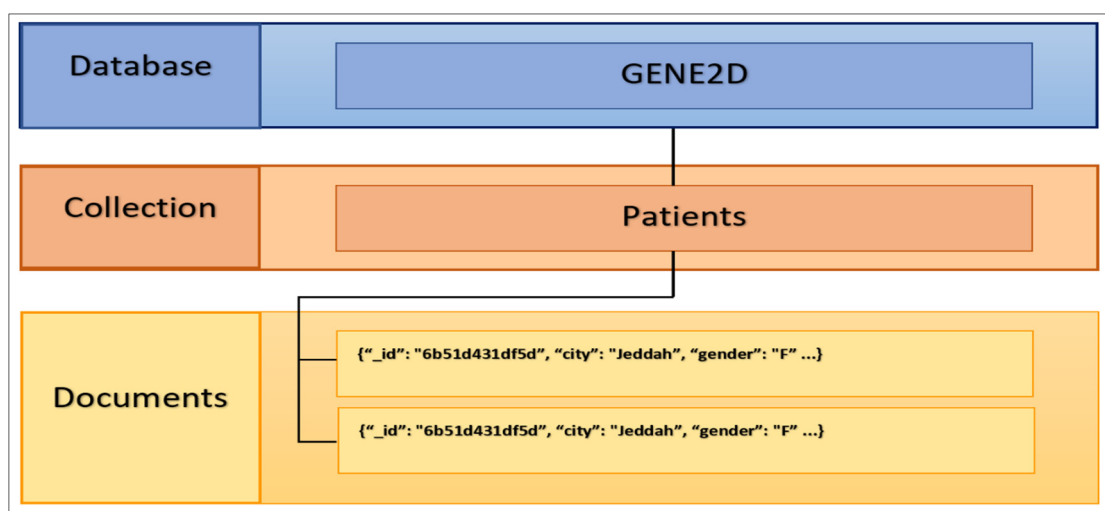 Database
GENE2D
Collection
Patients
Documents
{“_id”: "6b51d431df5d”, “city”: "Jeddah”, “gender”: "F” ...}
{“_id”: "6b51d431df5d”, “city”: "Jeddah”, “gender”: "F” ...}